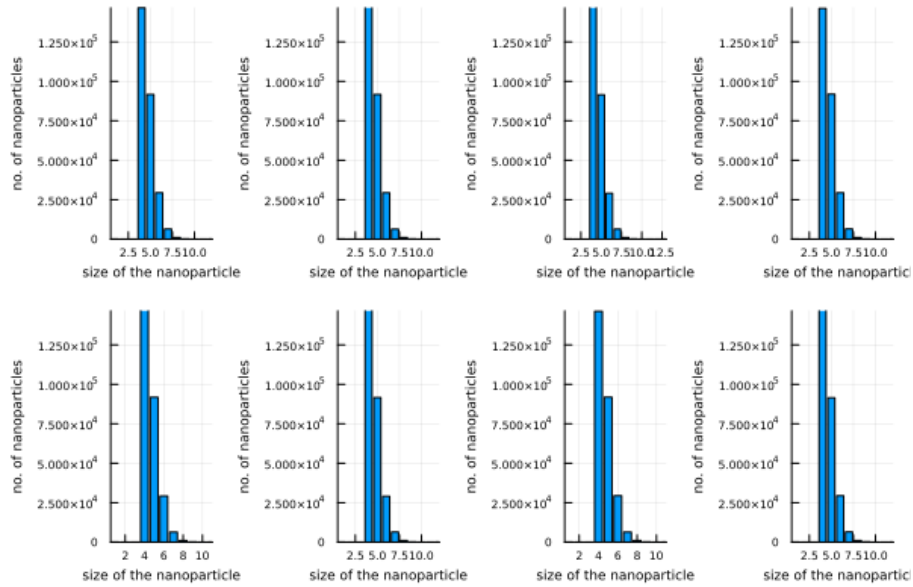 no. of nanoparticles
1.250×10⁵
1.000×10⁵
7.500×10⁴
5.000×10⁴
2.500×10⁴
0
2.5 5.0 7.5 10.0
size of the nanoparticle
no. of nanoparticles
1.250×10⁵
1.000×10⁵
7.500×10⁴
5.000×10⁴
2.500×10⁴
0
2.5 5.0 7.5 10.0
size of the nanoparticle
no. of nanoparticles
1.250×10⁵
1.000×10⁵
7.500×10⁴
5.000×10⁴
2.500×10⁴
0
2.5 5.0 7.5 10.0 12.5
size of the nanoparticle
no. of nanoparticles
1.250×10⁵
1.000×10⁵
7.500×10⁴
5.000×10⁴
2.500×10⁴
0
2.5 5.0 7.5 10.0
size of the nanopartic
no. of nanoparticles
1.250×10⁵
1.000×10⁵
7.500×10⁴
5.000×10⁴
2.500×10⁴
0
2 4 6 8 10
size of the nanoparticle
no. of nanoparticles
1.250×10⁵
1.000×10⁵
7.500×10⁴
5.000×10⁴
2.500×10⁴
0
2.5 5.0 7.5 10.0
size of the nanoparticle
no. of nanoparticles
1.250×10⁵
1.000×10⁵
7.500×10⁴
5.000×10⁴
2.500×10⁴
0
2 4 6 8 10
size of the nanoparticle
no. of nanoparticles
1.250×10⁵
1.000×10⁵
7.500×10⁴
5.000×10⁴
2.500×10⁴
0
2.5 5.0 7.5 10.0
size of the nanopartic